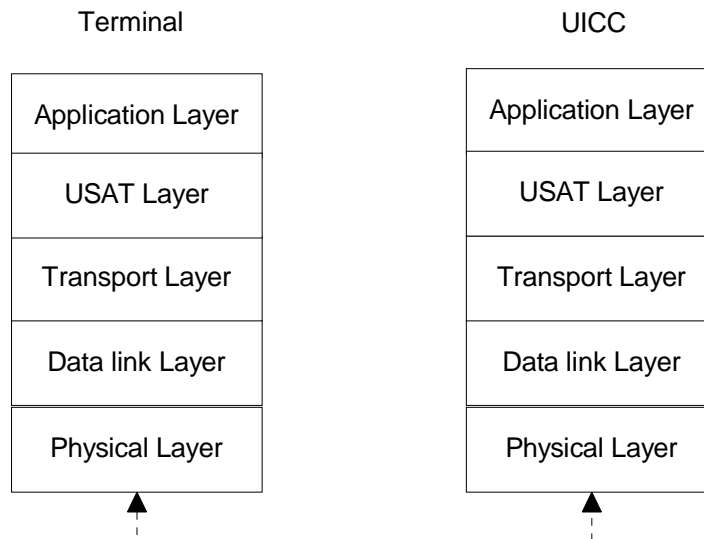 Terminal
UICC
Application Layer
Application Layer
USAT Layer
USAT Layer
Transport Layer
Transport Layer
Data link Layer
Data link Layer
Physical Layer
Physical Layer